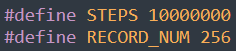 #define STEPS 10000000
#define RECORD_NUM 256